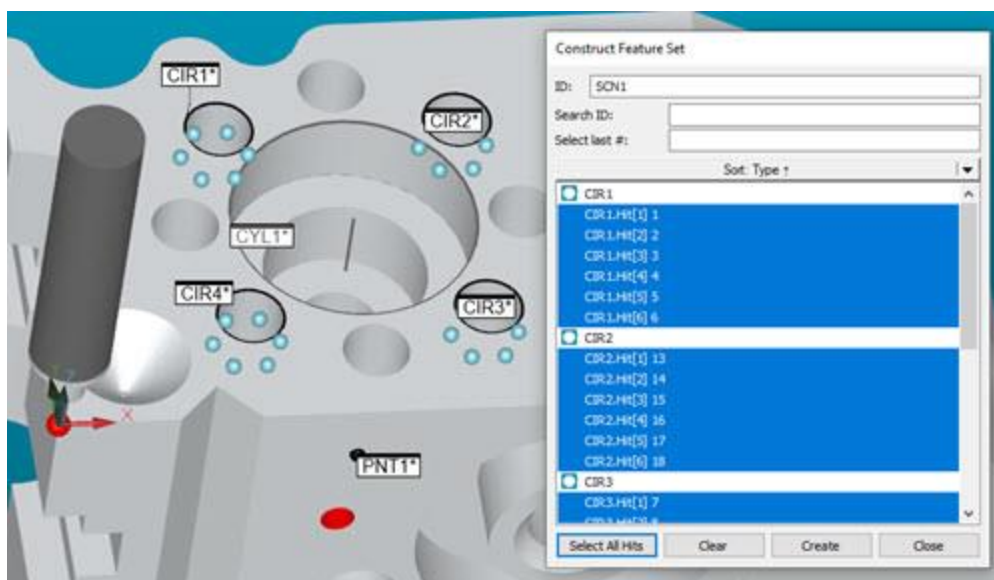 CIR1*
CIR2*
CYL1*
CIR4*
CIR3*
X
PNT1*
Construct Feature Set
ID: SCN1
Search ID:
Select last #:
Sort: Type ↑
CIR1
CIR1.Hit[1] 1
CIR1.Hit[2] 2
CIR1.Hit[3] 3
CIR1.Hit[4] 4
CIR1.Hit[5] 5
CIR1.Hit[6] 6
CIR2
CIR2.Hit[1] 13
CIR2.Hit[2] 14
CIR2.Hit[3] 15
CIR2.Hit[4] 16
CIR2.Hit[5] 17
CIR2.Hit[6] 18
CIR3
CIR3.Hit[1] 7
Select All Hits Clear Create Close